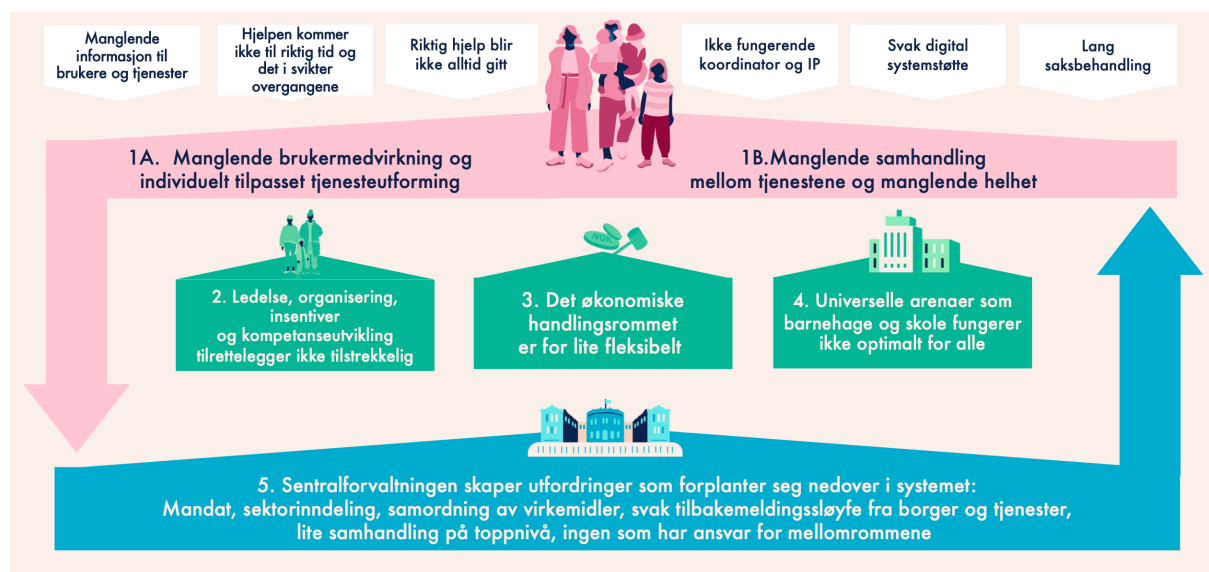 Manglende
informasjon til
brukere og tjenester
Hjelpen kommer
ikke til riktig tid og
det i svikter
overgangene
Riktig hjelp blir
ikke alltid gitt
Ikke fungerende
koordinator og IP
Svak digital
systemstøtte
Lang
saksbehandling
1A. Manglende brukermedvirkning og
individuelt tilpasset tjenesteutforming
1B.Manglende samhandling
mellom tjenestene og manglende helhet
2. Ledelse, organisering,
insentiver
og kompetanseutvikling
tilrettelegger ikke tilstrekkelig
NOK
3. Det økonomiske
handlingsrommet
er for lite fleksibelt
4. Universelle arenaer som
barnehage og skole fungerer
ikke optimalt for alle
5. Sentralforvaltningen skaper utfordringer som forplanter seg nedover i systemet:
Mandat, sektorinndeling, samordning av virkemidler, svak tilbakemeldingssløyfe fra borger og tjenester,
lite samhandling på toppnivå, ingen som har ansvar for mellomrommene